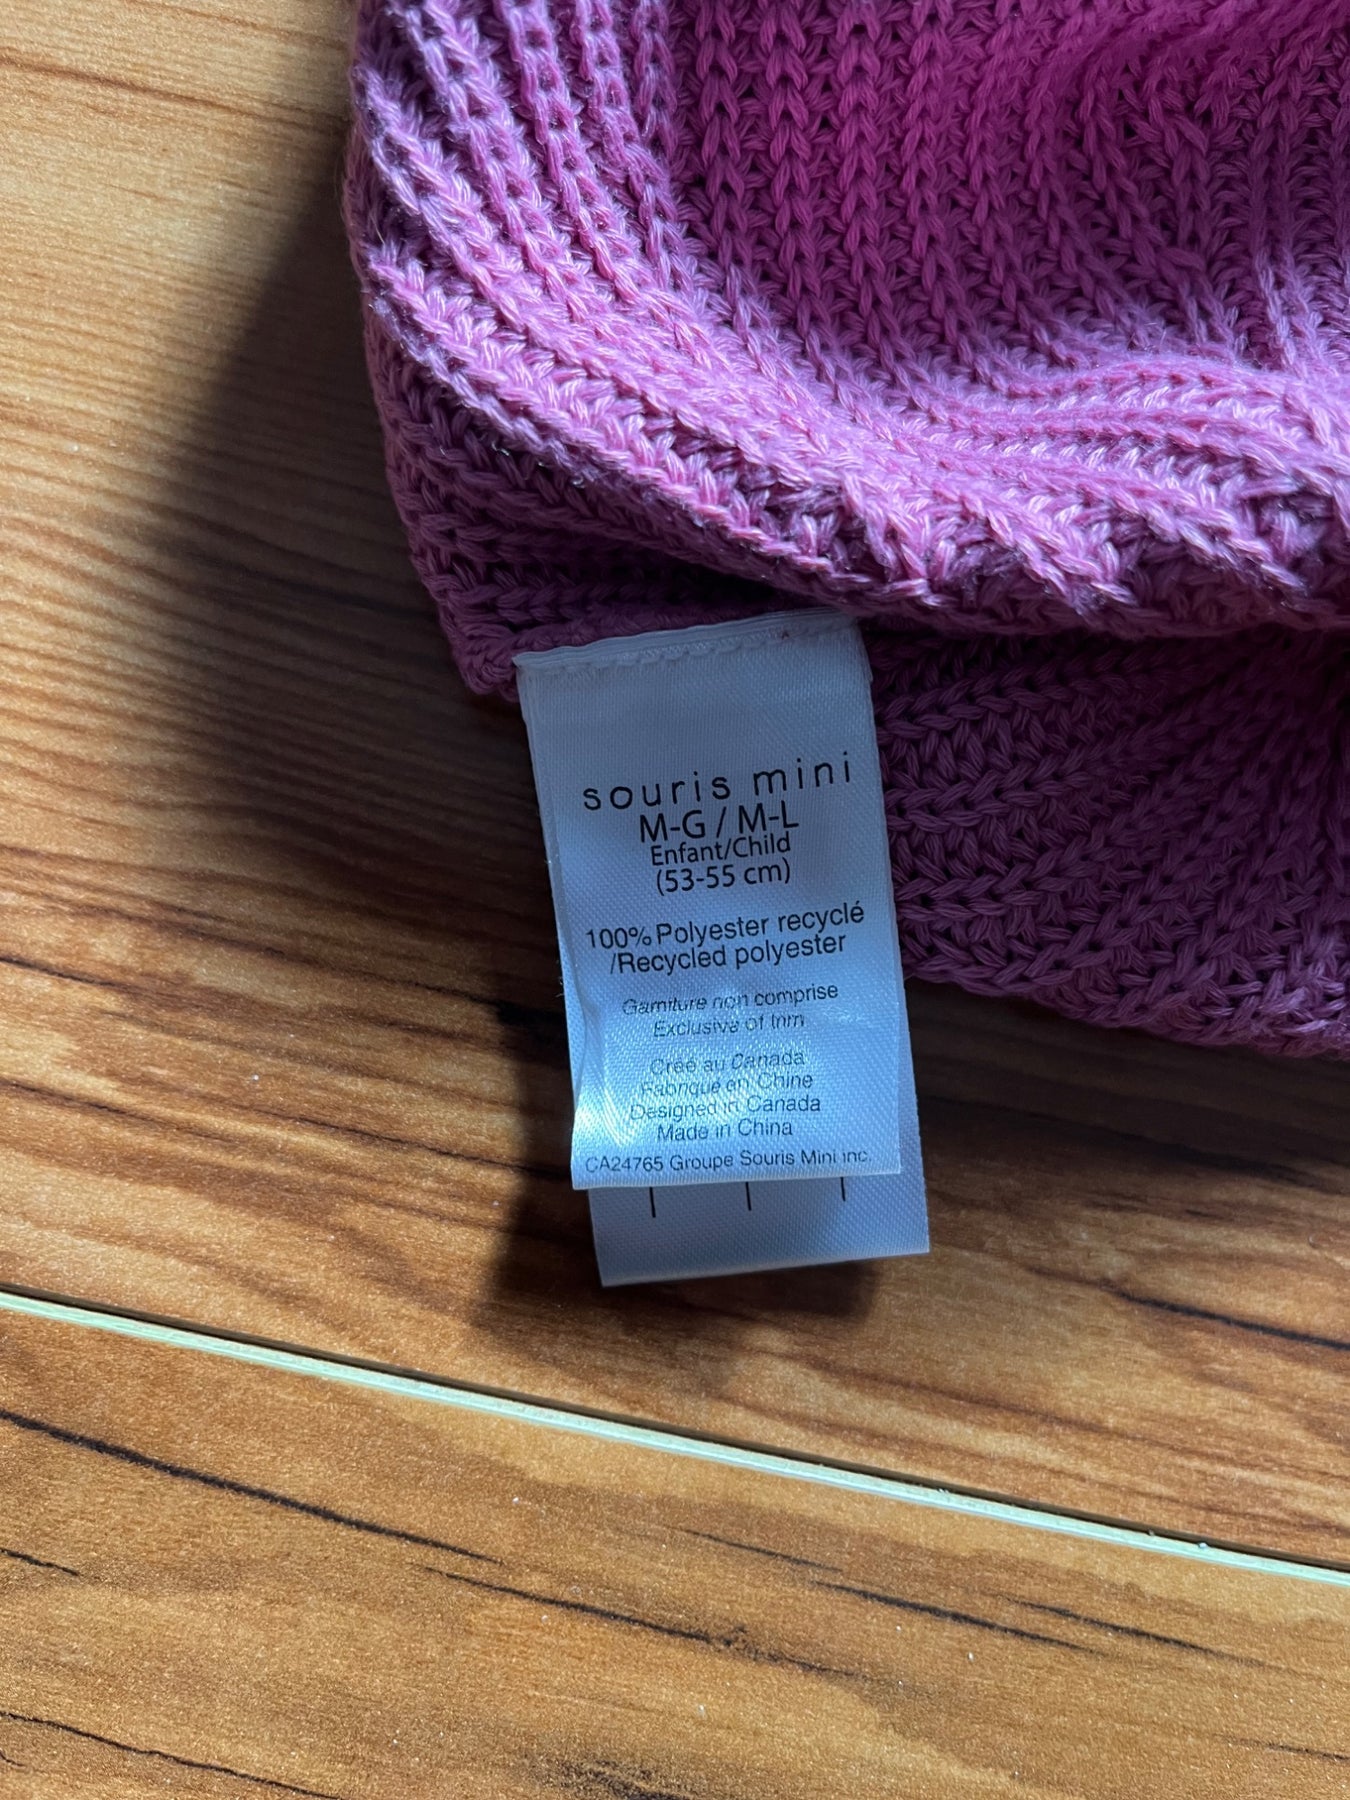 souris mini
M-G / M-L
Enfant/Child
(53-55 cm)
100% Polyester recyclé
/Recycled polyester
Garniture non comprise
Exclusive of trim
Créé au Canada
Fabriqué en Chine
Designed in Canada
Made in China
CA24765 Groupe Souris Mini inc.